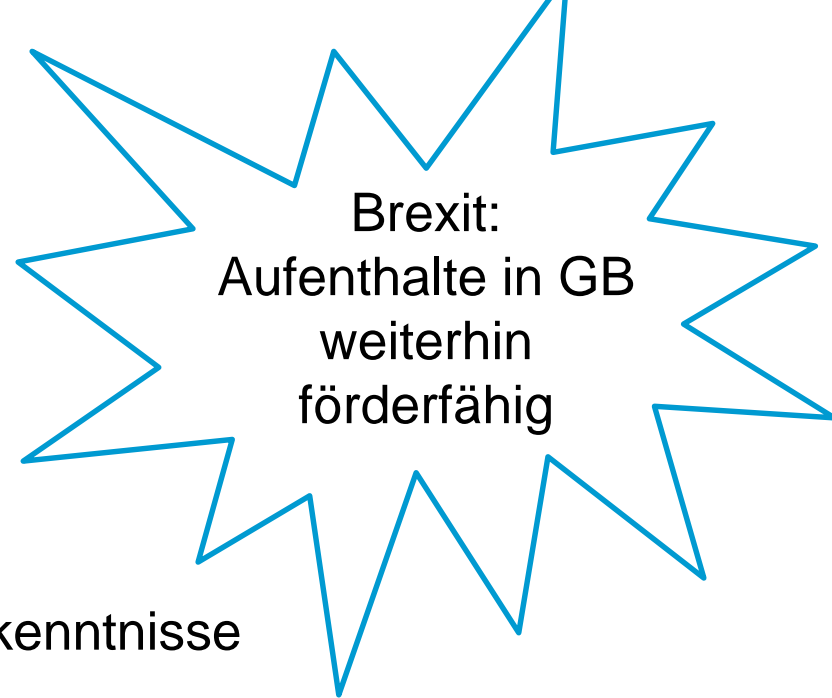 Brexit:
Aufenthalte in GB
weiterhin
förderfähig
kenntnisse